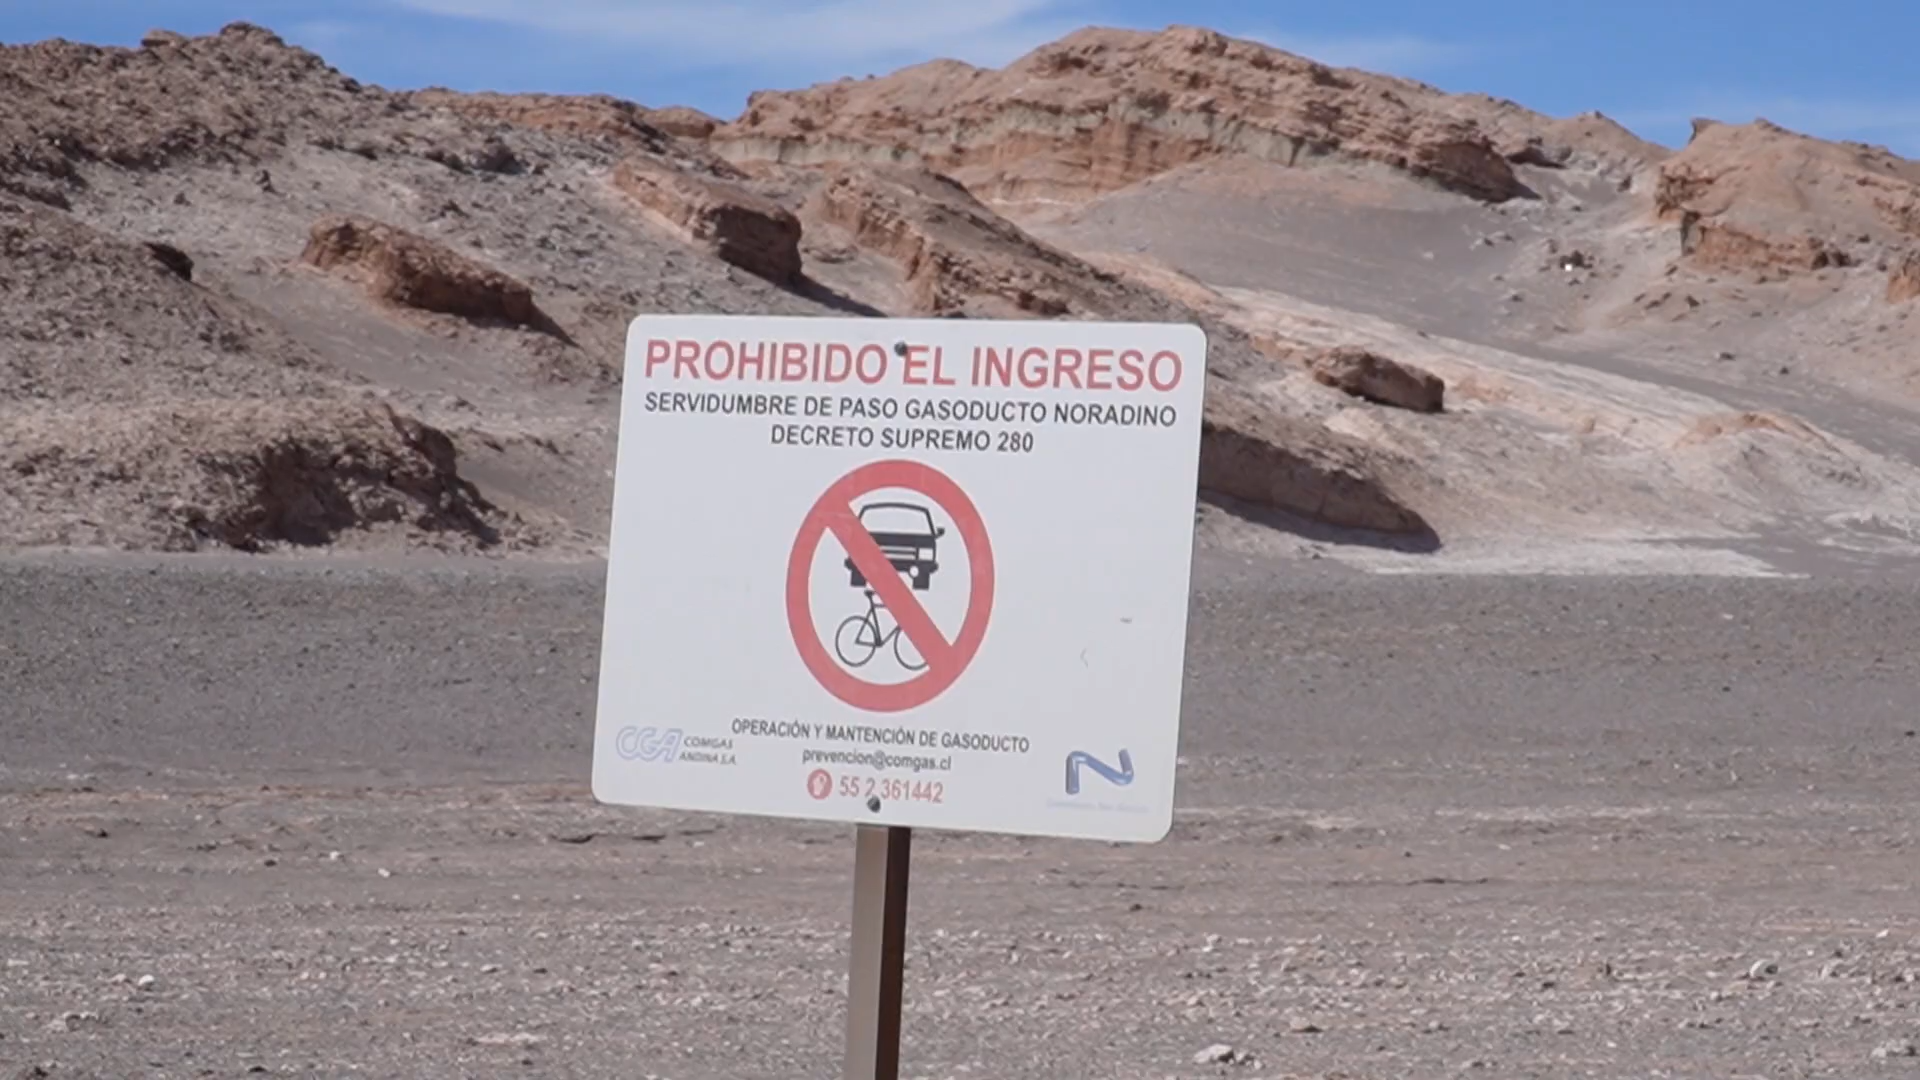 PROHIBIDO EL INGRESO
SERVIDUMBRE DE PASO GASODUCTO NORADINO
DECRETO SUPREMO 280
OPERACIÓN Y MANTENCIÓN DE GASODUCTO
CGA COMGAS
ANDINA S.A.
prevencion@comgas.cl
55 2 361442